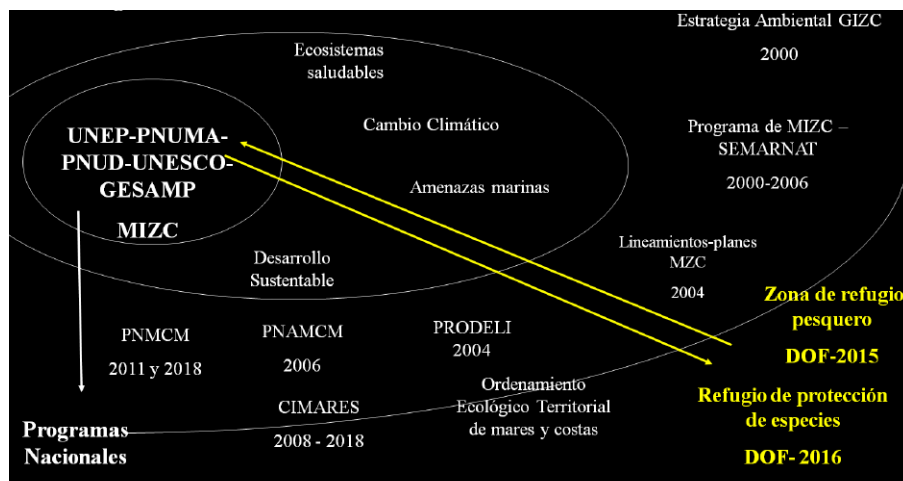 Estrategia Ambiental GIZC
2000
Ecosistemas
saludables
Cambio Climático
UNEP-PNUMA-
PNUD-UNESCO-
GESAMP
MIZC
Programa de MIZC –
SEMARNAT
2000-2006
Amenazas marinas
Desarrollo
Sustentable
Lineamientos-planes
MZC
2004
Zona de refugio
pesquero
DOF-2015
PNMCM
2011 y 2018
PNAMCM
2006
PRODELI
2004
Ordenamiento
Ecológico Territorial
de mares y costas
CIMARES
2008 - 2018
Refugio de protección
de especies
DOF- 2016
Programas
Nacionales